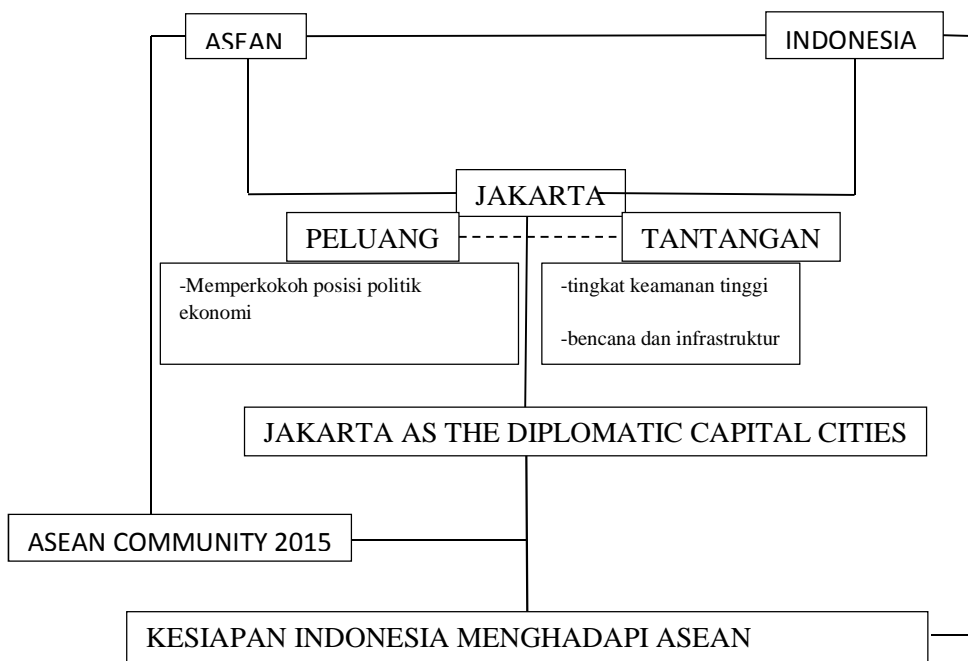 ASEAN
INDONESIA
JAKARTA
PELUANG
TANTANGAN
-Memperkokoh posisi politik
ekonomi
-tingkat keamanan tinggi
-bencana dan infrastruktur
JAKARTA AS THE DIPLOMATIC CAPITAL CITIES
ASEAN COMMUNITY 2015
KESIAPAN INDONESIA MENGHADAPI ASEAN